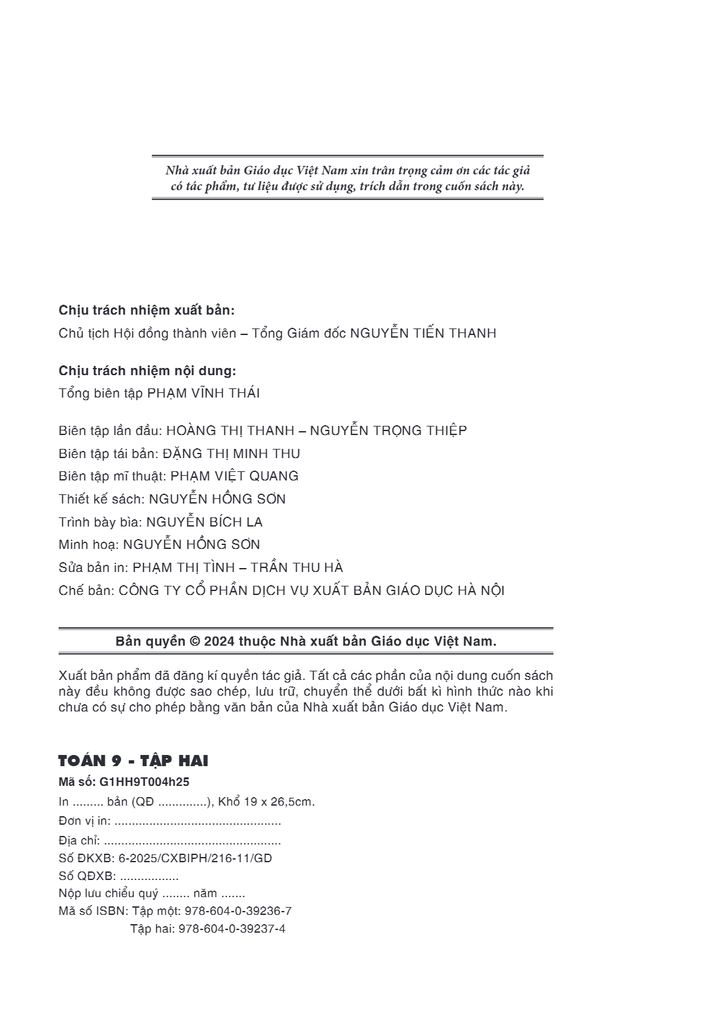 Nhà xuất bản Giáo dục Việt Nam xin trân trọng cảm ơn các tác giả
có tác phẩm, tư liệu được sử dụng, trích dẫn trong cuốn sách này.
Chịu trách nhiệm xuất bản:
Chủ tịch Hội đồng thành viên – Tổng Giám đốc NGUYỄN TIẾN THANH
Chịu trách nhiệm nội dung:
Tổng biên tập PHẠM VĨNH THÁI
Biên tập lần đầu: HOÀNG THỊ THANH – NGUYỄN TRỌNG THIỆP
Biên tập tái bản: ĐẶNG THỊ MINH THU
Biên tập mĩ thuật: PHẠM VIỆT QUANG
Thiết kế sách: NGUYỄN HỒNG SƠN
Trình bày bìa: NGUYỄN BÍCH LA
Minh hoạ: NGUYỄN HỒNG SƠN
Sửa bản in: PHẠM THỊ TÌNH – TRẦN THU HÀ
Chế bản: CÔNG TY CỔ PHẦN DỊCH VỤ XUẤT BẢN GIÁO DỤC HÀ NỘI
Bản quyền © 2024 thuộc Nhà xuất bản Giáo dục Việt Nam.
Xuất bản phẩm đã đăng kí quyền tác giả. Tất cả các phần của nội dung cuốn sách
này đều không được sao chép, lưu trữ, chuyển thể dưới bất kì hình thức nào khi
chưa có sự cho phép bằng văn bản của Nhà xuất bản Giáo dục Việt Nam.
TOÁN 9 - TẬP HAI
Mã số: G1HH9T004h25
In ......... bản (QĐ ..............), Khổ 19 x 26,5cm.
Đơn vị in: ................................................
Địa chỉ: ...................................................
Số ĐKXB: 6-2025/CXBIPH/216-11/GD
Số QĐXB: .................
Nộp lưu chiểu quý ........ năm .......
Mã số ISBN: Tập một: 978-604-0-39236-7
Tập hai: 978-604-0-39237-4